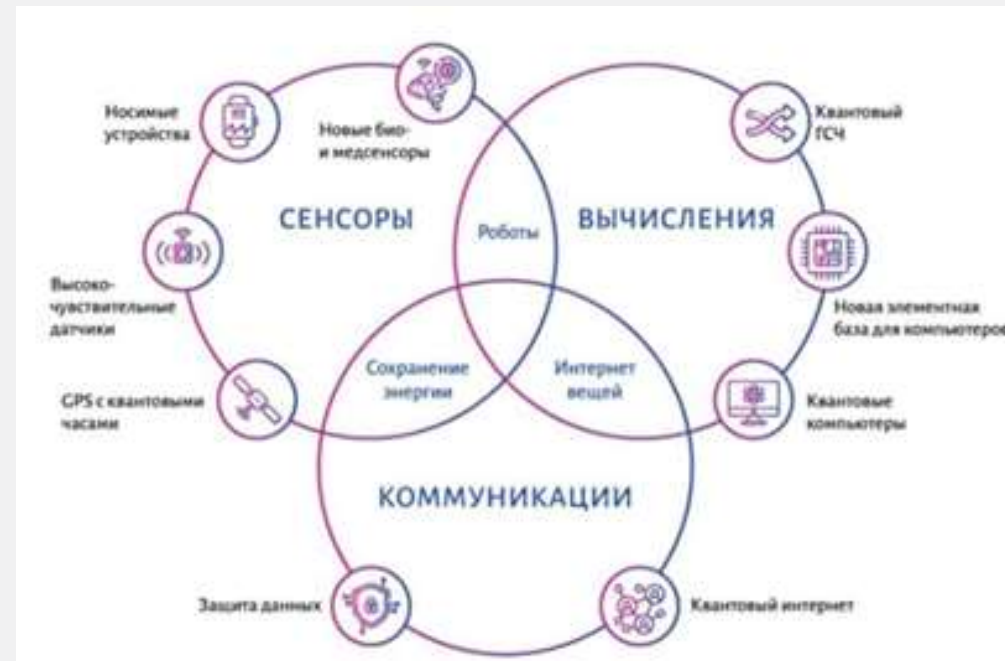 Носимые
устройства
Новые био-
и медсенсоры
Квантовый
ГСЧ
СЕНСОРЫ
Роботы
ВЫЧИСЛЕНИЯ
Высоко-
чувствительные
датчики
Новая элементная
база для компьютеров
Сохранение
энергии
Интернет
вещей
GPS с квантовыми
часами
Квантовые
компьютеры
КОММУНИКАЦИИ
Защита данных
Квантовый интернет